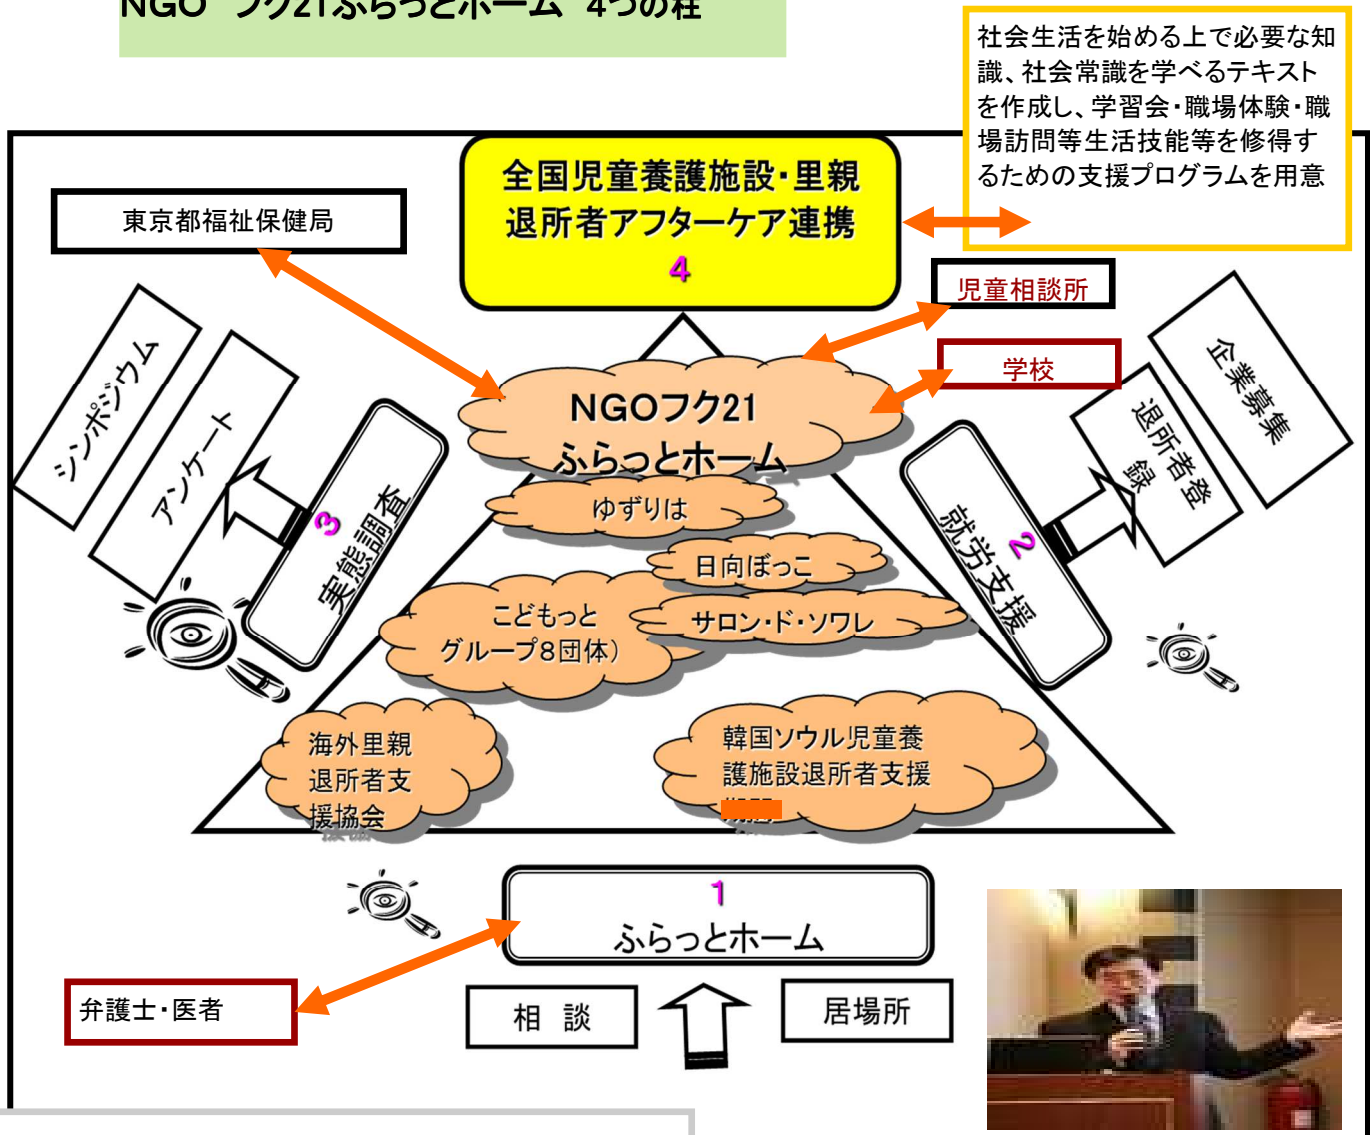 NGO フク21ふらっとホーム 4つの柱
社会生活を始める上で必要な知
識、社会常識を学べるテキスト
を作成し、学習会・職場体験・職
場訪問等生活技能等を修得す
るための支援プログラムを用意
全国児童養護施設・里親
退所者アフターケア連携
4
東京都福祉保健局
児童相談所
学校
シンポジウム
アンケート
3
実態調査
企業募集
退所者登
録
2
就労支援
NGOフク21
ふらっとホーム
ゆずりは
日向ぼっこ
こどもっと
グループ8団体）
サロン・ド・ソワレ
海外里親
退所者支
援協会
韓国ソウル児童養
護施設退所者支援
1
ふらっとホーム
弁護士・医者
相 談
居場所